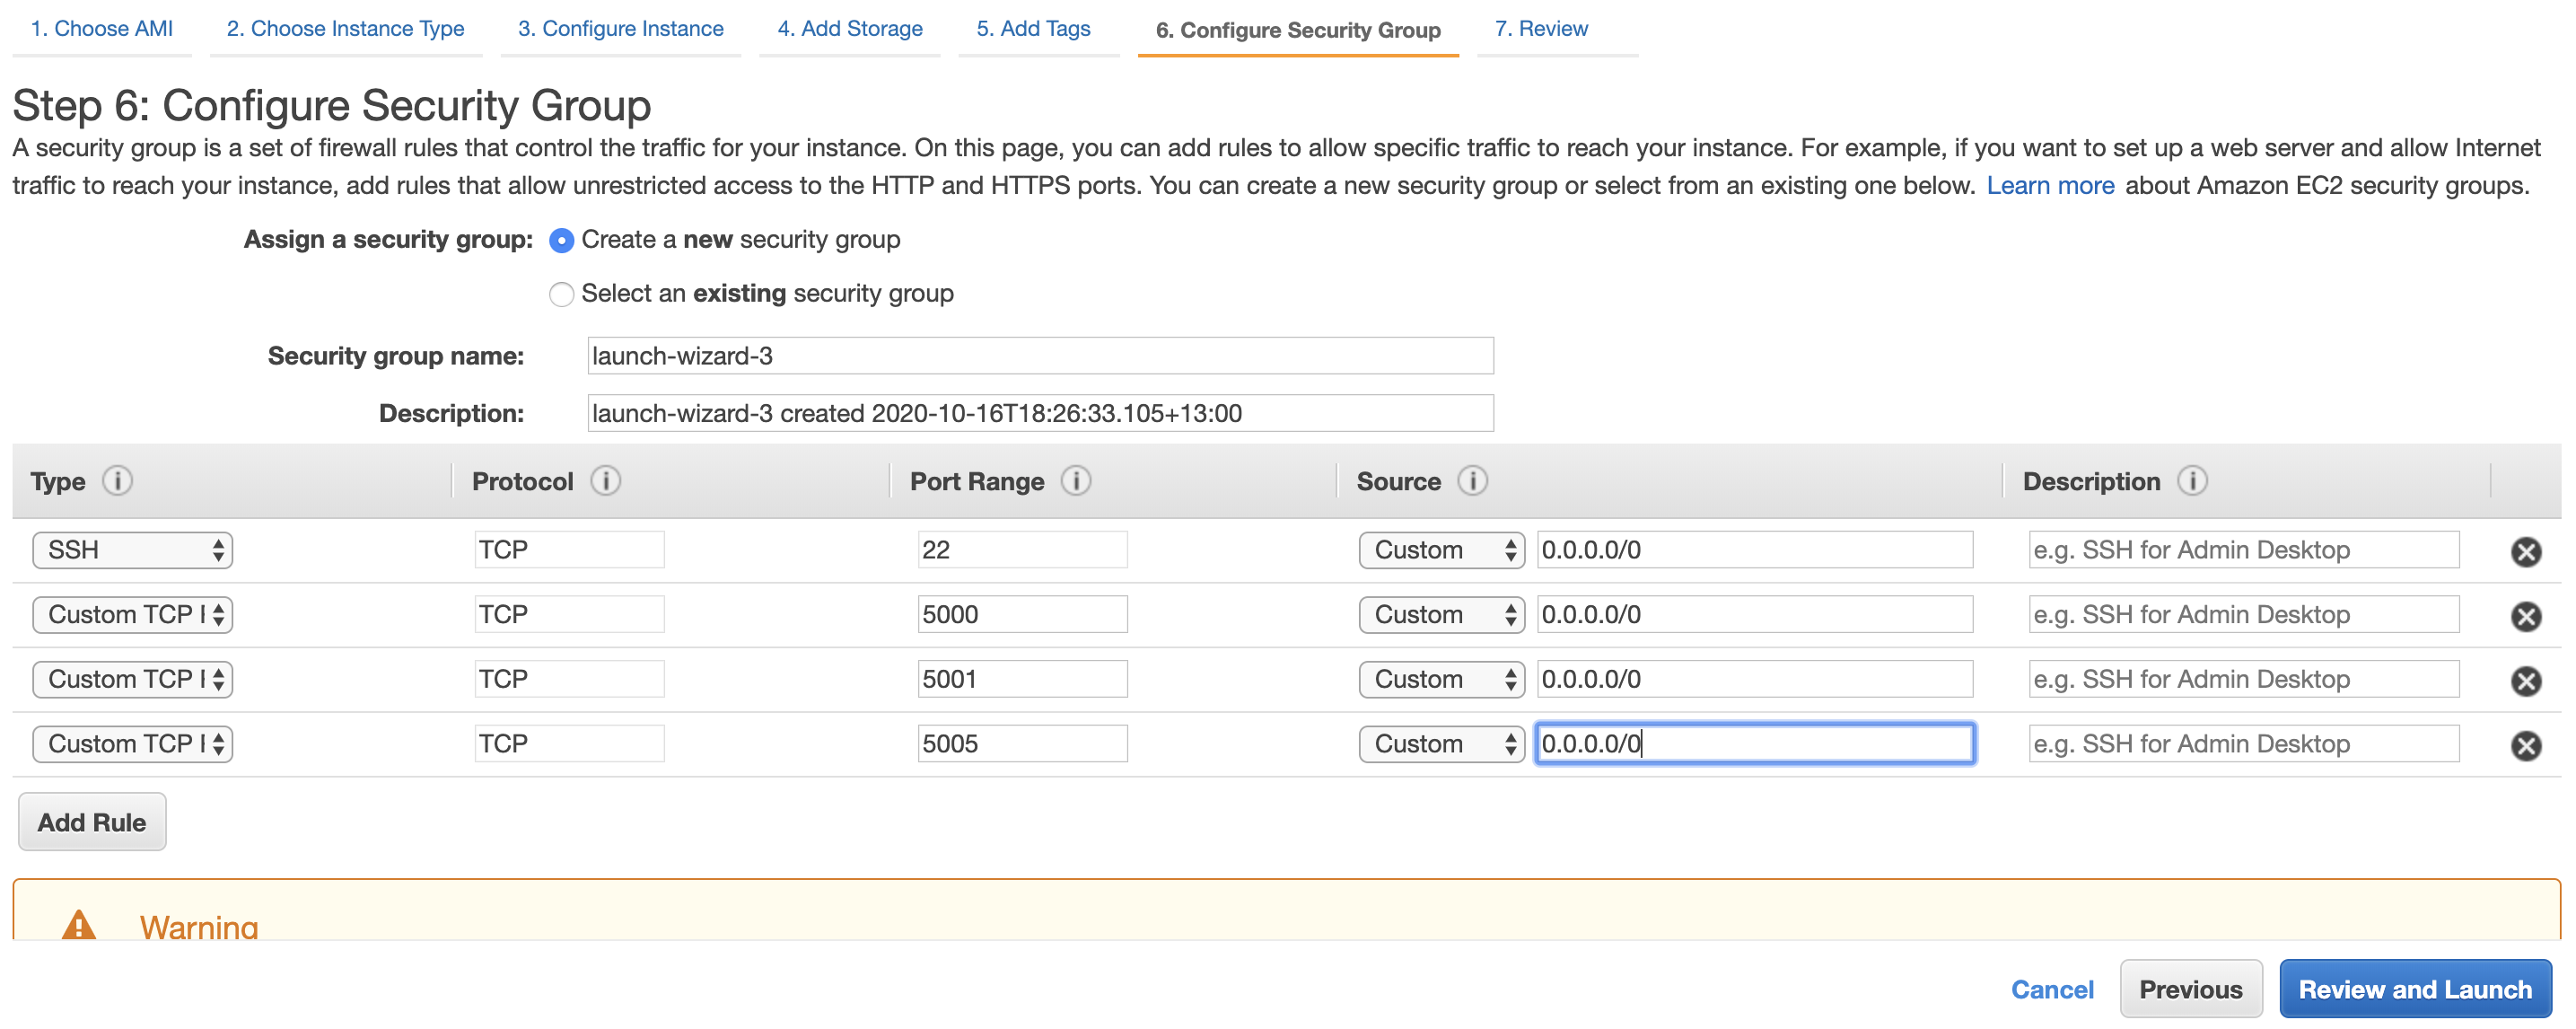 1. Choose AMI 2. Choose Instance Type 3. Configure Instance 4. Add Storage 5. Add Tags 6. Configure Security Group 7. Review
Step 6: Configure Security Group
A security group is a set of firewall rules that control the traffic for your instance. On this page, you can add rules to allow specific traffic to reach your instance. For example, if you want to set up a web server and allow Internet
traffic to reach your instance, add rules that allow unrestricted access to the HTTP and HTTPS ports. You can create a new security group or select from an existing one below. Learn more about Amazon EC2 security groups.
Assign a security group: Create a new security group
Select an existing security group
Security group name: launch-wizard-3
Description: launch-wizard-3 created 2020-10-16T18:26:33.105+13:00
Type i Protocol i Port Range i Source i Description i
SSH TCP 22 Custom 0.0.0.0/0 e.g. SSH for Admin Desktop
Custom TCP TCP 5000 Custom 0.0.0.0/0 e.g. SSH for Admin Desktop
Custom TCP TCP 5001 Custom 0.0.0.0/0 e.g. SSH for Admin Desktop
Custom TCP TCP 5005 Custom 0.0.0.0/0 e.g. SSH for Admin Desktop
Add Rule
Warning
Cancel Previous Review and Launch